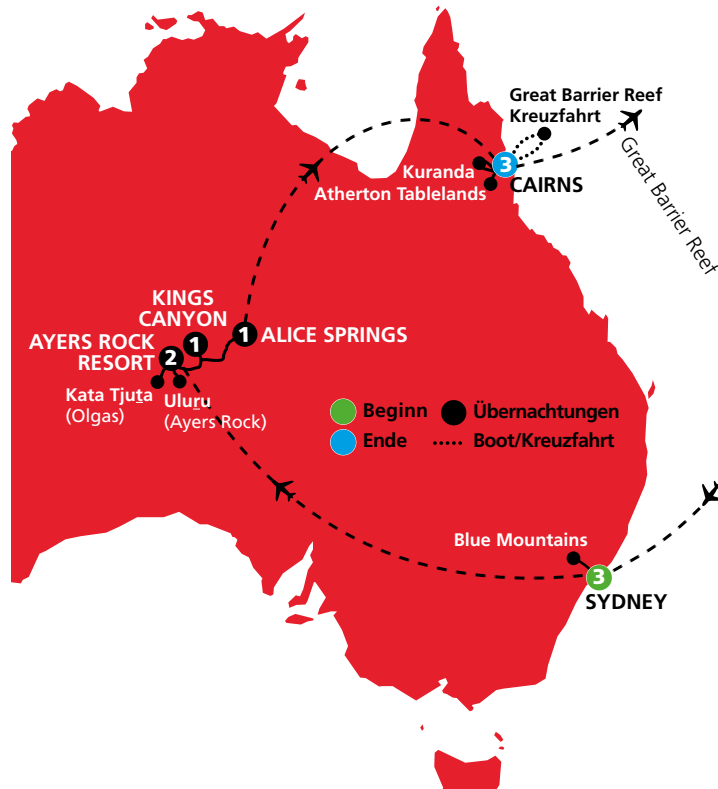 Great Barrier Reef
Kreuzfahrt
3
Kuranda
CAIRNS
Atherton Tablelands
Great Barrier Reef
KINGS
CANYON
1
1
ALICE SPRINGS
AYERS ROCK
RESORT
2
Kata Tjuṯa
(Olgas)
Uluṟu
(Ayers Rock)
Beginn
Übernachtungen
Ende
Boot/Kreuzfahrt
Blue Mountains
3
SYDNEY